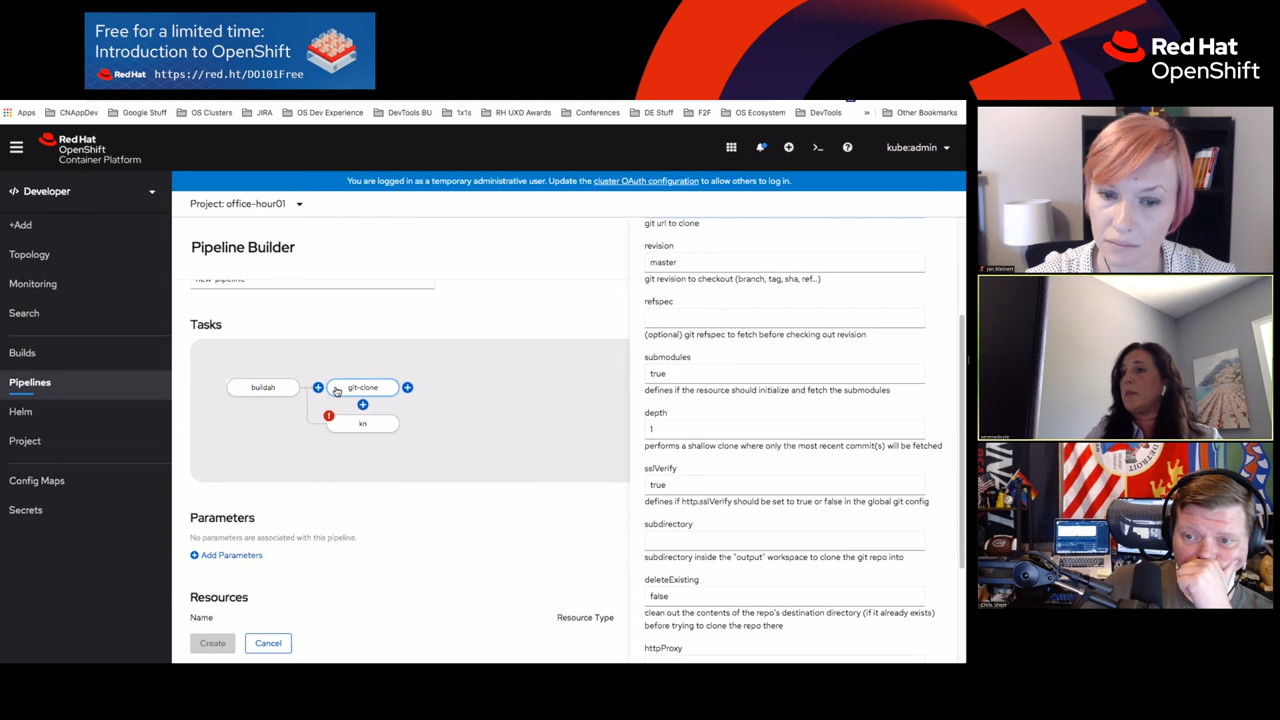 Free for a limited time:
Introduction to OpenShift
Red Hat https://red.ht/DO101Free
Red Hat
OpenShift
Apps CNAppDev Google Stuff OS Clusters JIRA OS Dev Experience DevTools BU 1x1s RH UXD Awards Conferences DE Stuff F2F OS Ecosystem DevTools » Other Bookmarks
Red Hat
OpenShift
Container Platform
kube:admin
</> Developer
You are logged in as a temporary administrative user. Update the cluster OAuth configuration to allow others to log in.
Project: office-hour01
+Add
Topology
Monitoring
Search
Builds
Pipelines
Helm
Project
Config Maps
Secrets
Pipeline Builder
new-pipeline
Tasks
buildah
git-clone
kn
Parameters
No parameters are associated with this pipeline.
Add Parameters
Resources
Name
Resource Type
Create
Cancel
git url to clone
revision
master
git revision to checkout (branch, tag, sha, ref...)
refspec
(optional) git refspec to fetch before checking out revision
submodules
true
defines if the resource should initialize and fetch the submodules
depth
1
performs a shallow clone where only the most recent commit(s) will be fetched
sslVerify
true
defines if http.sslVerify should be set to true or false in the global git config
subdirectory
subdirectory inside the "output" workspace to clone the git repo into
deleteExisting
false
clean out the contents of the repo's destination directory (if it already exists)
before trying to clone the repo there
httpProxy
Jan Kleinert
serenadoyle
DETROIT
Chris Short